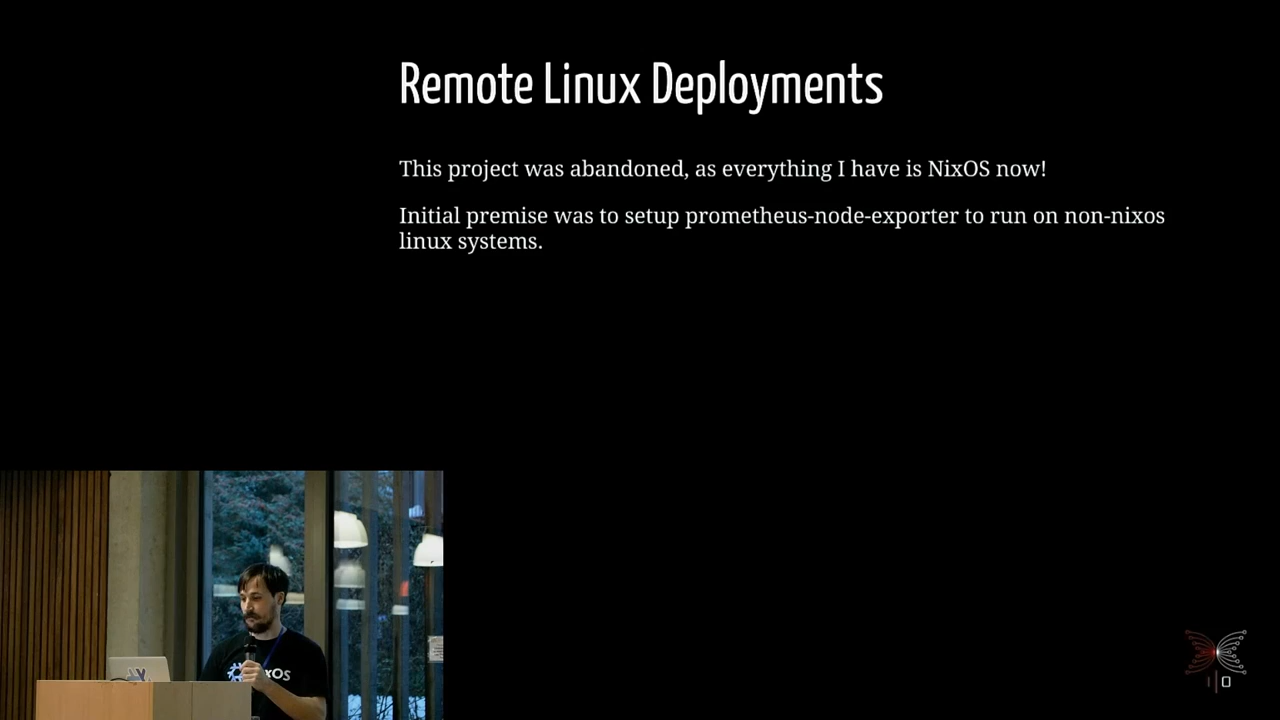 Remote Linux Deployments
This project was abandoned, as everything I have is NixOS now!
Initial premise was to setup prometheus-node-exporter to run on non-nixos
linux systems.
xOS